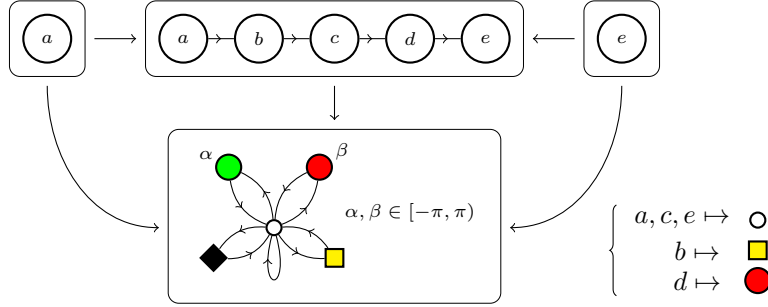 a a b c d e e
α β
α, β ∈ [−π, π)
a, c, e ↦
b ↦
d ↦